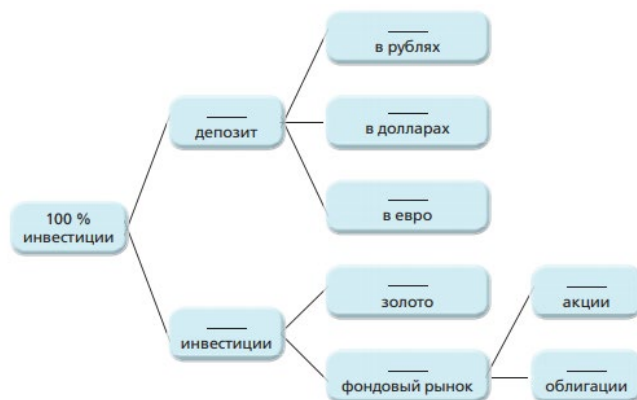 в рублях
депозит
в долларах
в евро
100 %
инвестиции
золото
акции
инвестиции
фондовый рынок
облигации